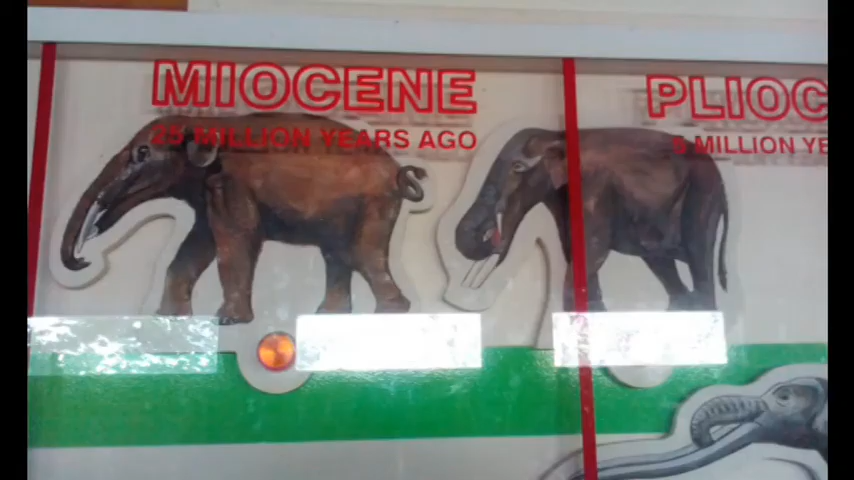 MIOCENE
25 MILLION YEARS AGO
PLIOC
5 MILLION YE